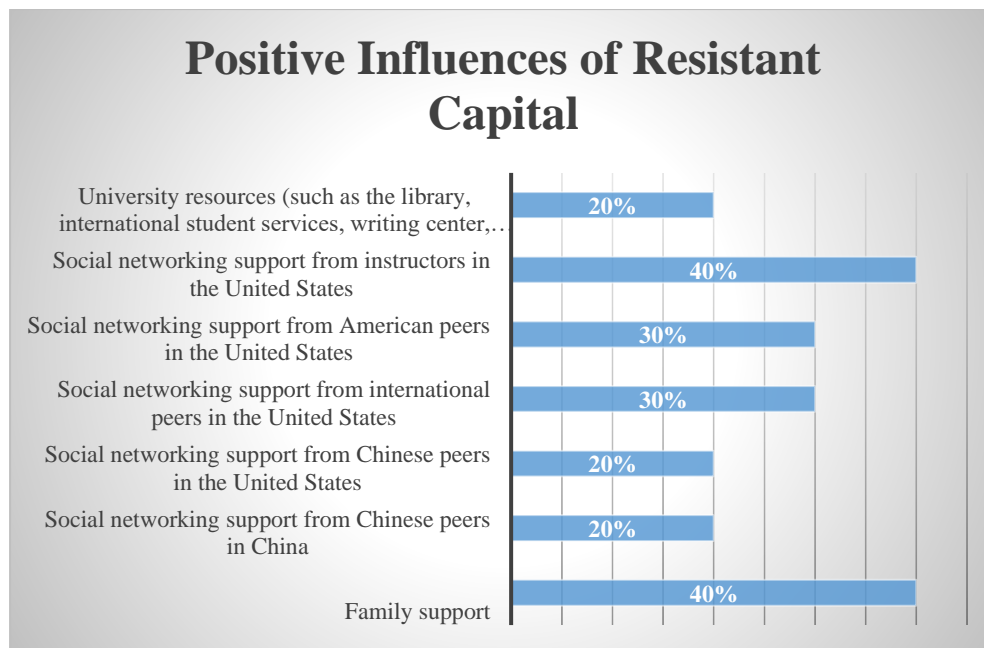 Positive Influences of Resistant
Capital
University resources (such as the library,
international student services, writing center,…
20%
Social networking support from instructors in
the United States
40%
Social networking support from American peers
in the United States
30%
Social networking support from international
peers in the United States
30%
Social networking support from Chinese peers
in the United States
20%
Social networking support from Chinese peers
in China
20%
Family support
40%